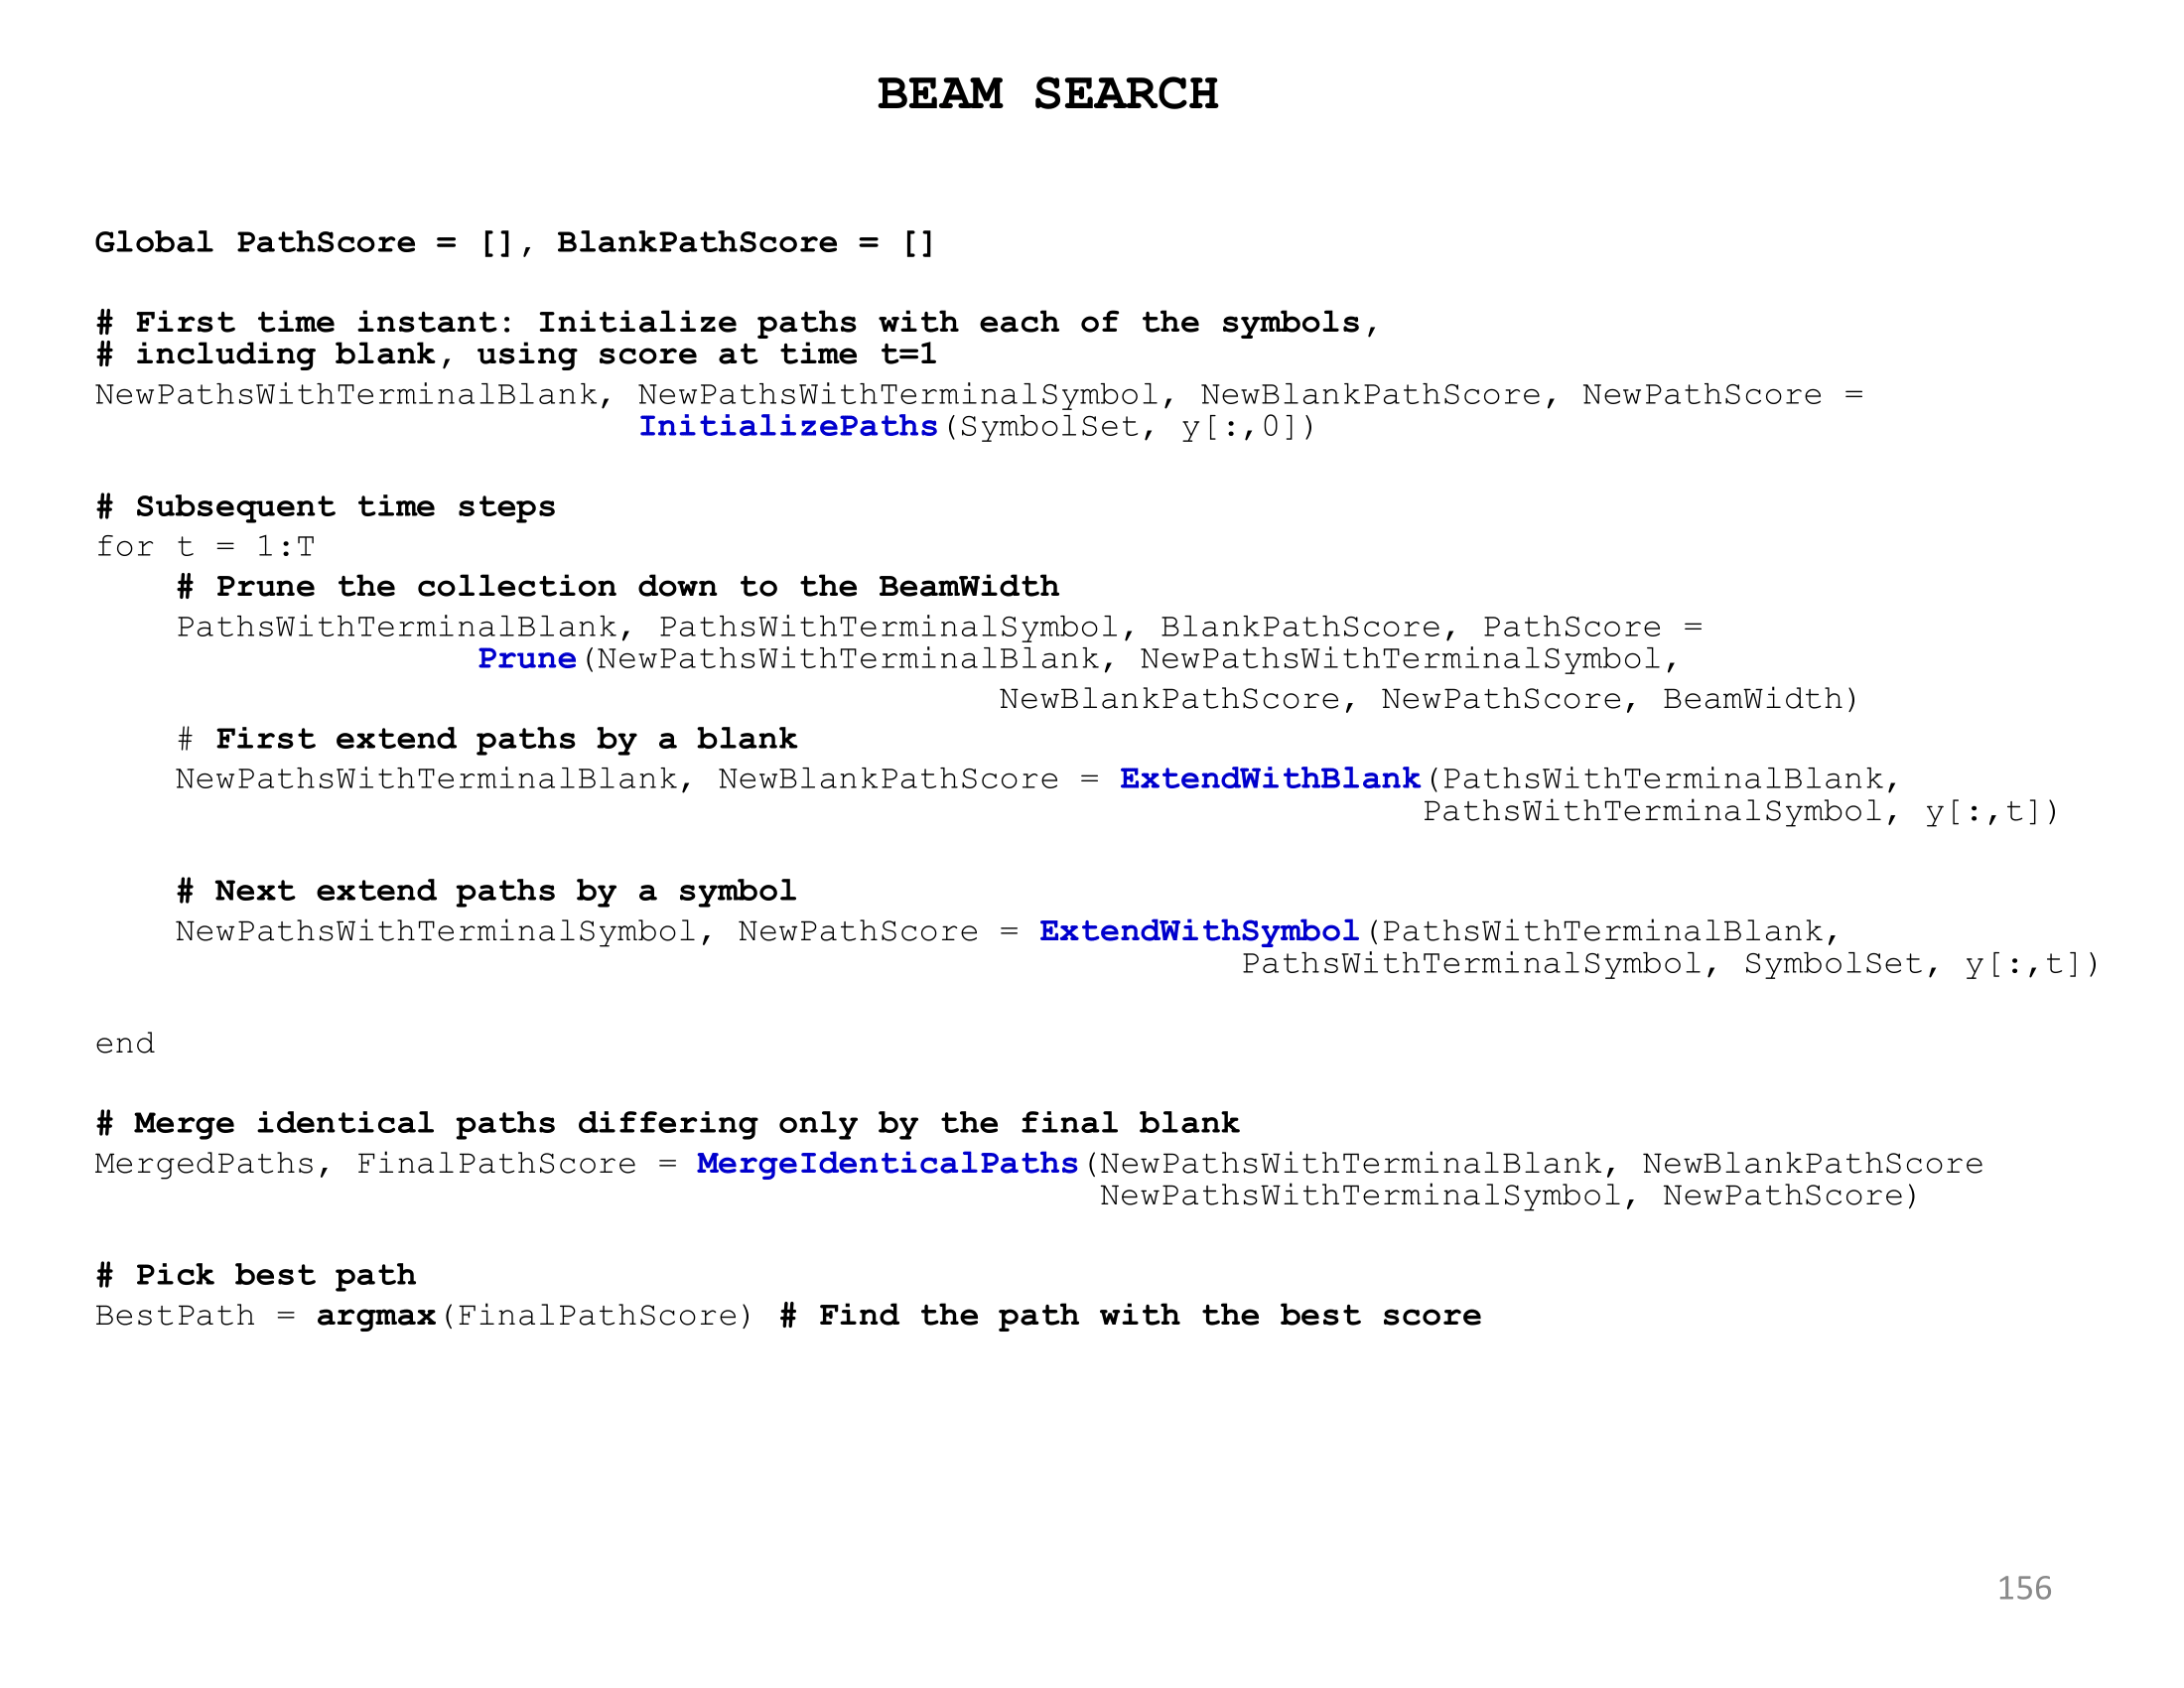 BEAM SEARCH
Global PathScore = [], BlankPathScore = []
# First time instant: Initialize paths with each of the symbols,
# including blank, using score at time t=1
NewPathsWithTerminalBlank, NewPathsWithTerminalSymbol, NewBlankPathScore, NewPathScore =
InitializePaths(SymbolSet, y[:,0])
# Subsequent time steps
for t = 1:T
# Prune the collection down to the BeamWidth
PathsWithTerminalBlank, PathsWithTerminalSymbol, BlankPathScore, PathScore =
Prune(NewPathsWithTerminalBlank, NewPathsWithTerminalSymbol,
NewBlankPathScore, NewPathScore, BeamWidth)
# First extend paths by a blank
NewPathsWithTerminalBlank, NewBlankPathScore = ExtendWithBlank(PathsWithTerminalBlank,
PathsWithTerminalSymbol, y[:,t])
# Next extend paths by a symbol
NewPathsWithTerminalSymbol, NewPathScore = ExtendWithSymbol(PathsWithTerminalBlank,
PathsWithTerminalSymbol, SymbolSet, y[:,t])
end
# Merge identical paths differing only by the final blank
MergedPaths, FinalPathScore = MergeIdenticalPaths(NewPathsWithTerminalBlank, NewBlankPathScore
NewPathsWithTerminalSymbol, NewPathScore)
# Pick best path
BestPath = argmax(FinalPathScore) # Find the path with the best score
156